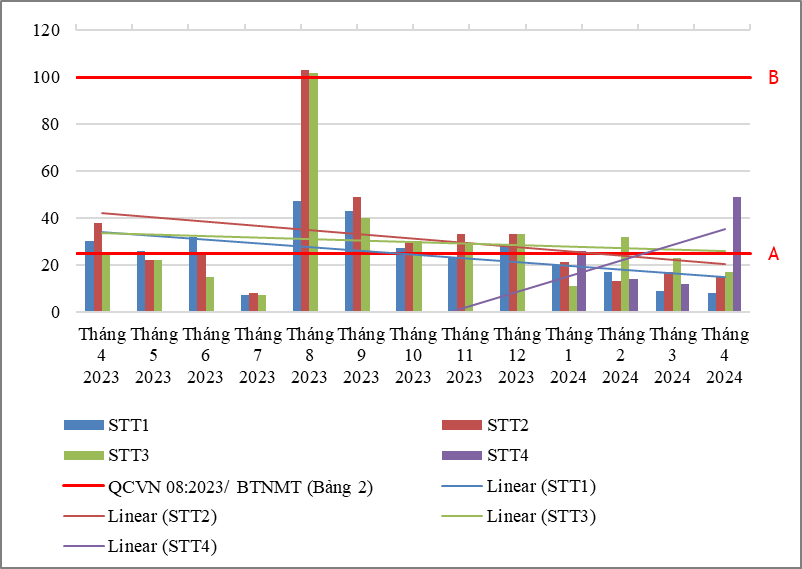 120
100
B
80
60
40
A
20
0
Tháng 4 2023
Tháng 5 2023
Tháng 6 2023
Tháng 7 2023
Tháng 8 2023
Tháng 9 2023
Tháng 10 2023
Tháng 11 2023
Tháng 12 2023
Tháng 1 2024
Tháng 2 2024
Tháng 3 2024
Tháng 4 2024
STT1
STT2
STT3
STT4
QCVN 08:2023/ BTNMT (Bảng 2)
Linear (STT1)
Linear (STT2)
Linear (STT3)
Linear (STT4)